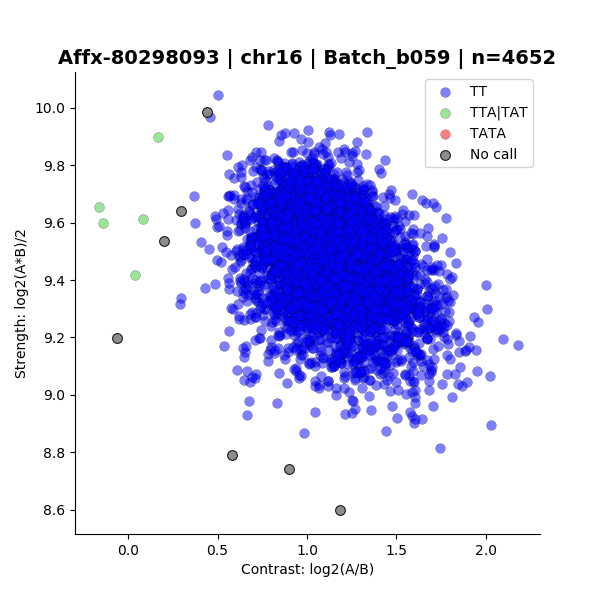 Affx-80298093 | chr16 | Batch_b059 | n=4652
TT
TTA|TAT
TATA
No call
10.0
9.8
9.6
9.4
9.2
9.0
8.8
8.6
Strength: log2(A*B)/2
0.0
0.5
1.0
1.5
2.0
Contrast: log2(A/B)